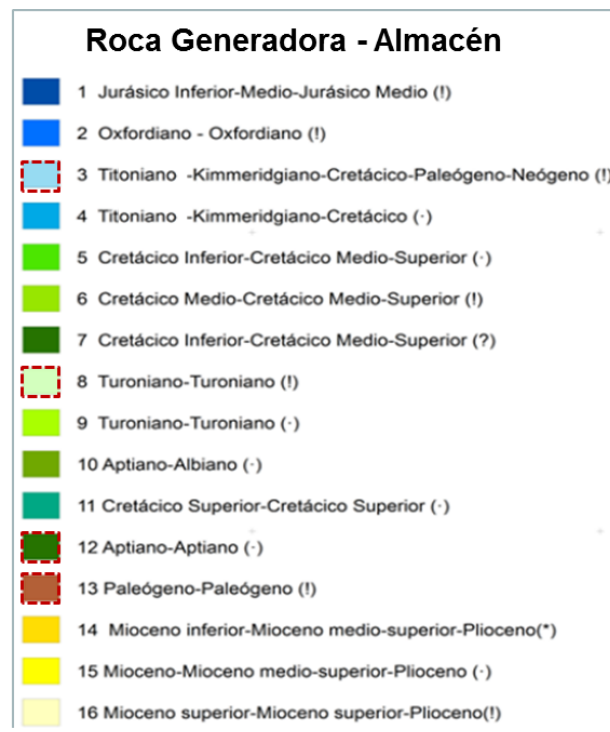 Roca Generadora - Almacén
1 Jurásico Inferior-Medio-Jurásico Medio (!)
2 Oxfordiano - Oxfordiano (!)
3 Titoniano -Kimmeridgiano-Cretácico-Paleógeno-Neógeno (!)
4 Titoniano -Kimmeridgiano-Cretácico (·)
5 Cretácico Inferior-Cretácico Medio-Superior (·)
6 Cretácico Medio-Cretácico Medio-Superior (!)
7 Cretácico Inferior-Cretácico Medio-Superior (?)
8 Turoniano-Turoniano (!)
9 Turoniano-Turoniano (·)
10 Aptiano-Albiano (·)
11 Cretácico Superior-Cretácico Superior (·)
12 Aptiano-Aptiano (·)
13 Paleógeno-Paleógeno (!)
14 Mioceno inferior-Mioceno medio-superior-Plioceno(*)
15 Mioceno-Mioceno medio-superior-Plioceno (·)
16 Mioceno superior-Mioceno superior-Plioceno(!)